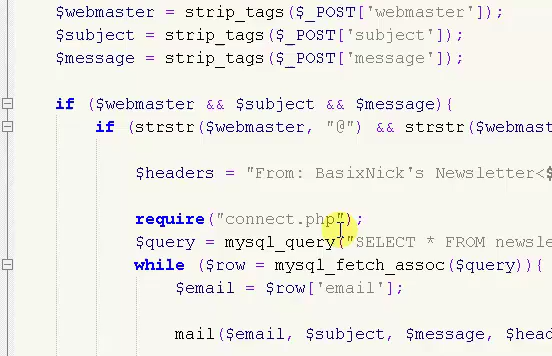 $webmaster = strip_tags($_POST['webmaster']);
$subject = strip_tags($_POST['subject']);
$message = strip_tags($_POST['message']);
if ($webmaster && $subject && $message){
if (strstr($webmaster, "@") && strstr($webmast
$headers = "From: BasixNick's Newsletter<$
require("connect.php");
$query = mysql_query("SELECT * FROM newsle
while ($row = mysql_fetch_assoc($query)){
$email = $row['email'];
mail($email, $subject, $message, $head